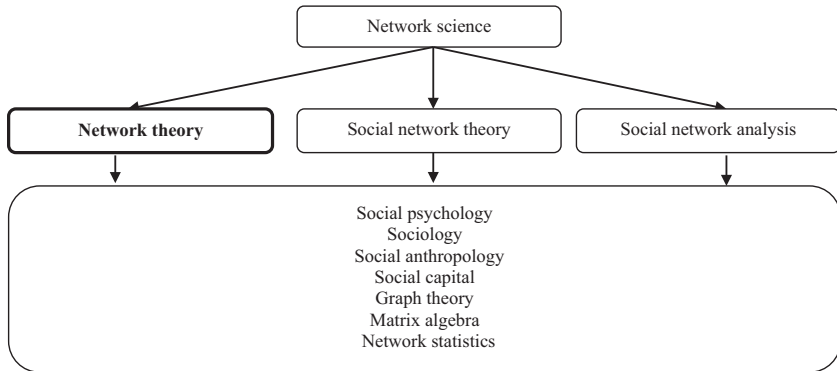 Network science
Network theory
Social network theory
Social network analysis
Social psychology
Sociology
Social anthropology
Social capital
Graph theory
Matrix algebra
Network statistics